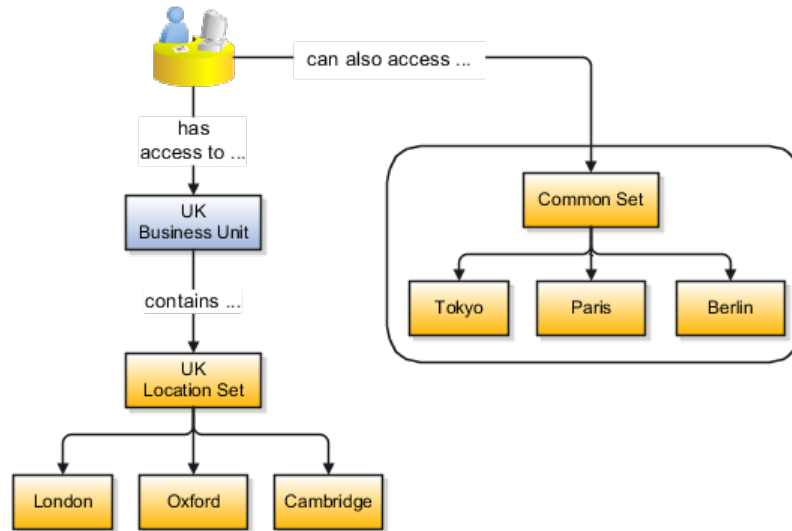 can also access ...
has
access to ...
UK
Business Unit
Common Set
Tokyo
Paris
Berlin
contains ...
UK
Location Set
London
Oxford
Cambridge